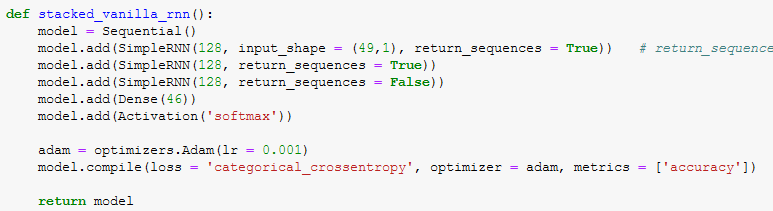 def stacked_vanilla_rnn():
    model = Sequential()
    model.add(SimpleRNN(128, input_shape = (49,1), return_sequences = True))   # return_sequence
    model.add(SimpleRNN(128, return_sequences = True))
    model.add(SimpleRNN(128, return_sequences = False))
    model.add(Dense(46))
    model.add(Activation('softmax'))
    adam = optimizers.Adam(lr = 0.001)
    model.compile(loss = 'categorical_crossentropy', optimizer = adam, metrics = ['accuracy'])
    return model